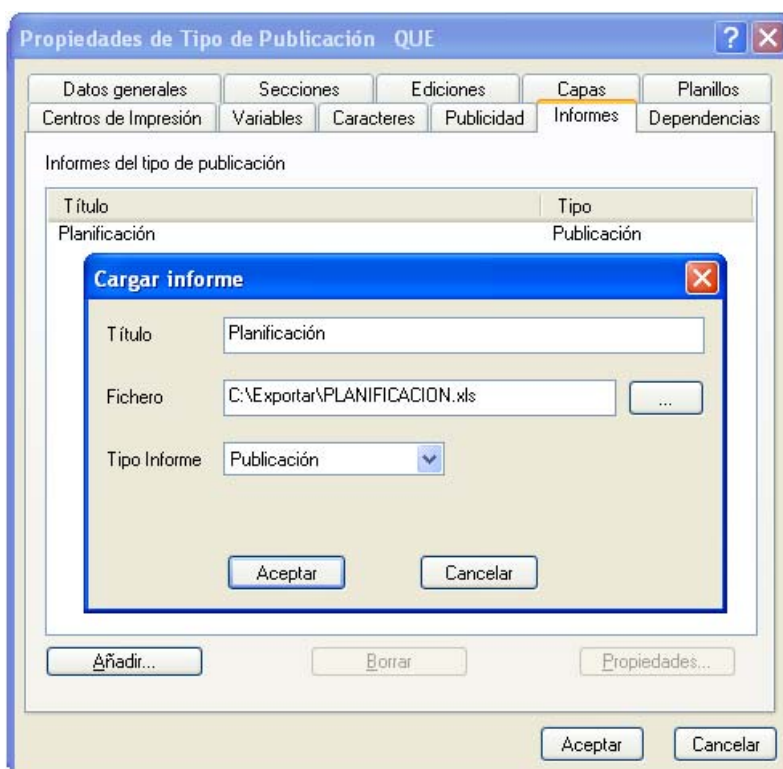 Propiedades de Tipo de Publicación QUE
Datos generales Secciones Ediciones Capas Planillos
Centros de Impresión Variables Caracteres Publicidad Informes Dependencias
Informes del tipo de publicación
Título Tipo
Planificación Publicación
Cargar informe
Título Planificación
Fichero C:\Exportar\PLANIFICACION.xls ...
Tipo Informe Publicación
Aceptar Cancelar
Añadir... Borrar Propiedades...
Aceptar Cancelar